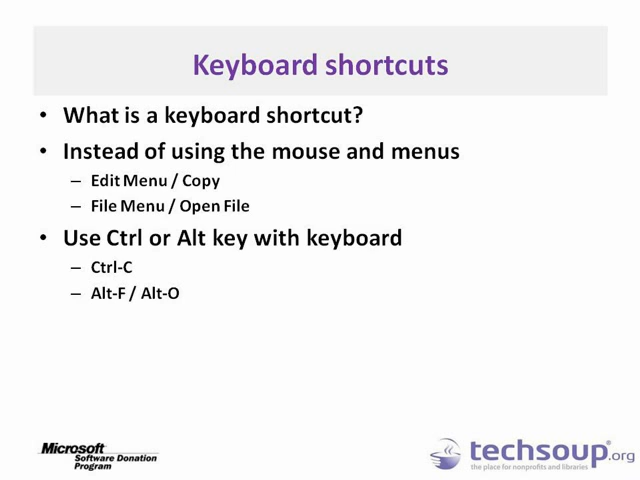 Keyboard shortcuts
• What is a keyboard shortcut?
• Instead of using the mouse and menus
– Edit Menu / Copy
– File Menu / Open File
• Use Ctrl or Alt key with keyboard
– Ctrl-C
– Alt-F / Alt-O
Microsoft
Software Donation
Program
techsoup®.org
the place for nonprofits and libraries